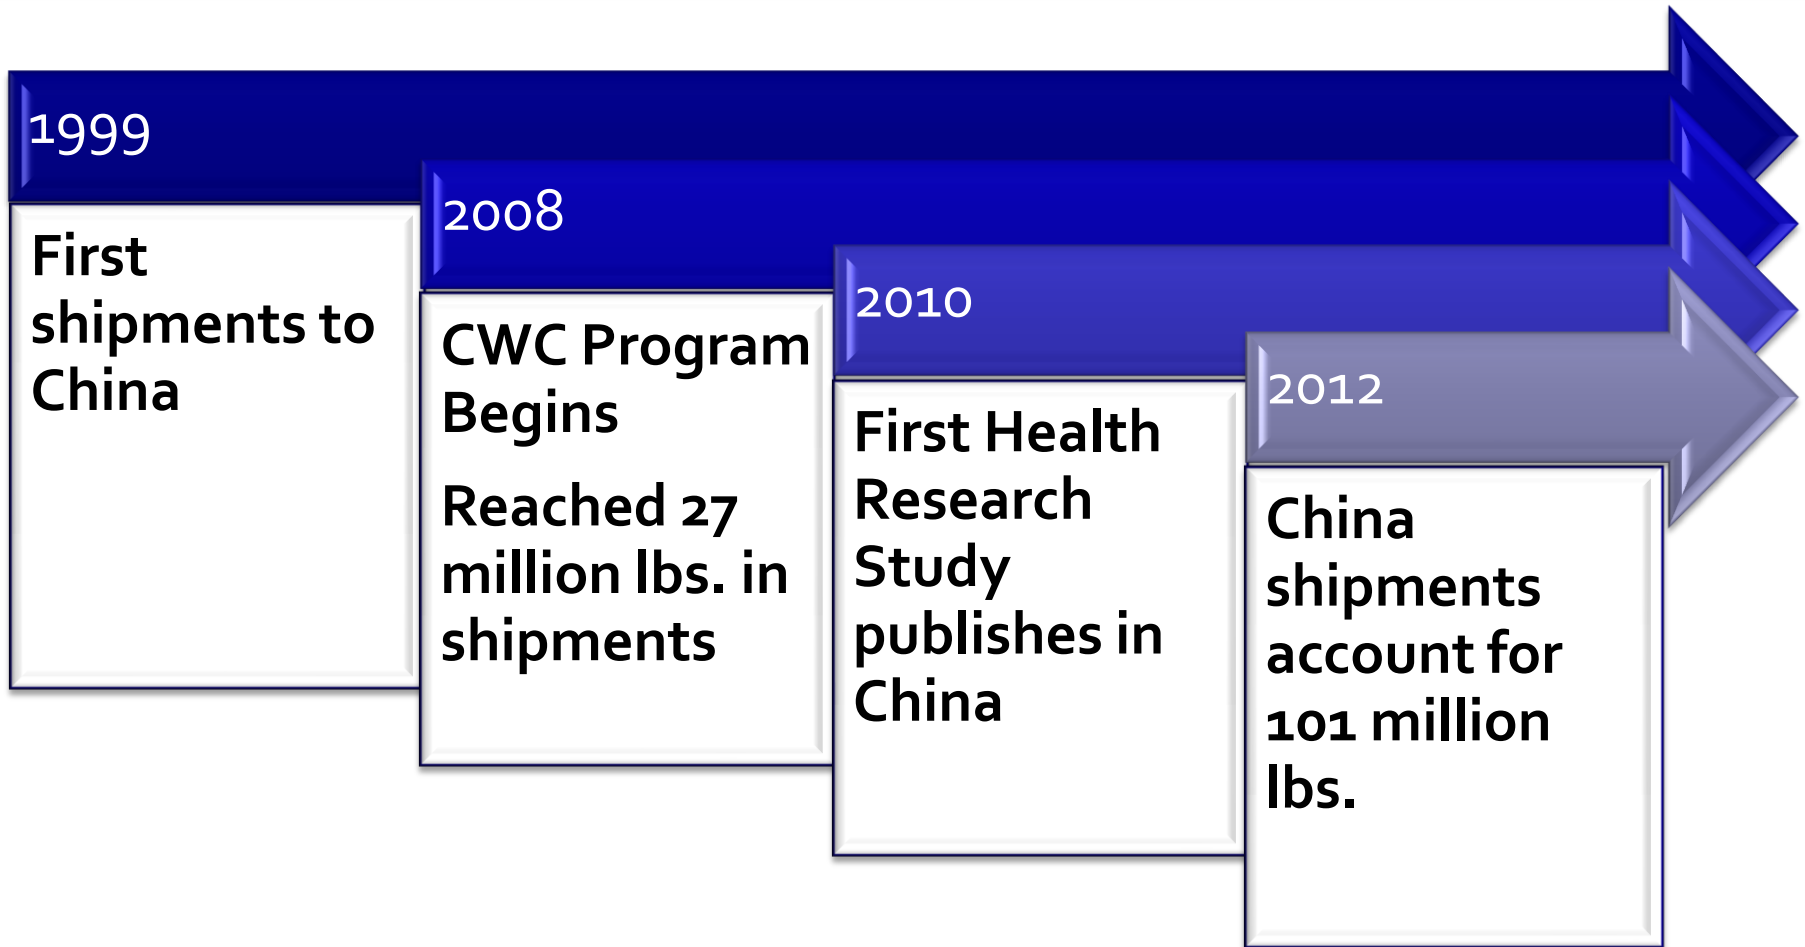 1999
First
shipments to
China
2008
CWC Program
Begins
Reached 27
million lbs. in
shipments
2010
First Health
Research
Study
publishes in
China
2012
China
shipments
account for
101 million
lbs.